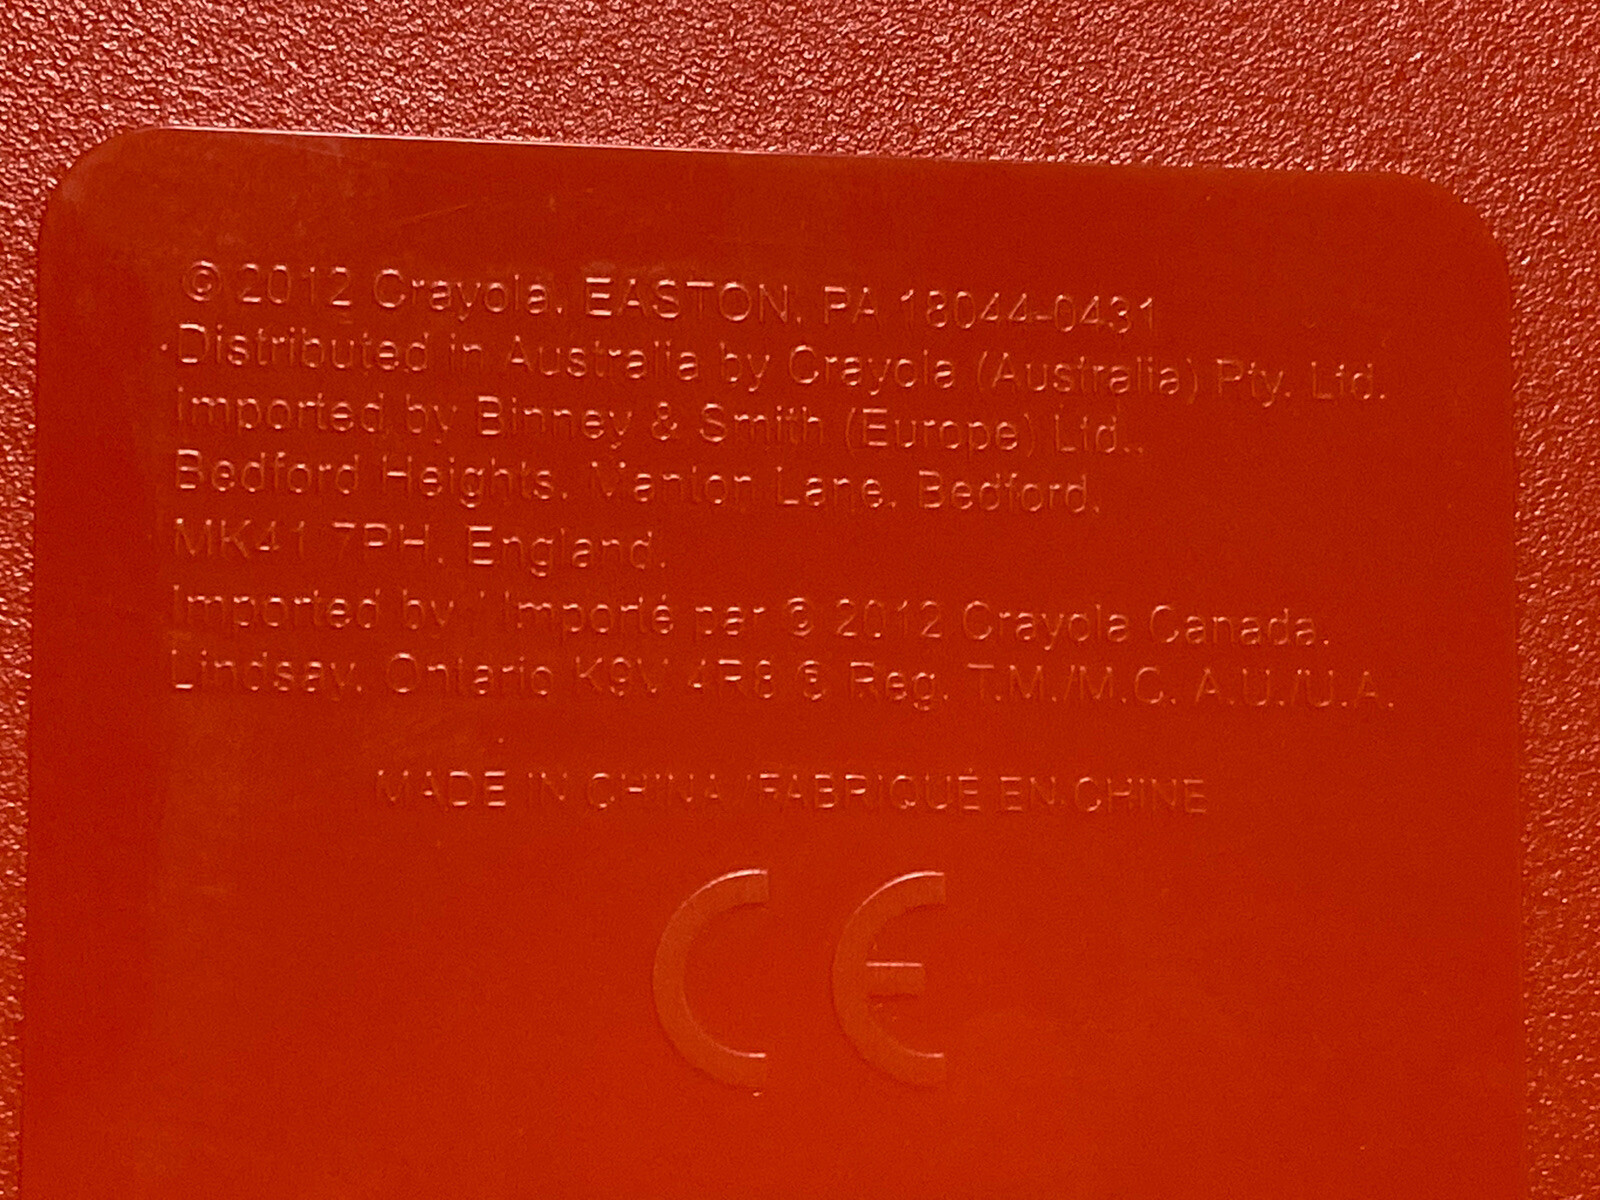 © 2012 Crayola, EASTON, PA 18044-0431
Distributed in Australia by Crayola (Australia) Pty. Ltd.
Imported by Binney & Smith (Europe) Ltd.,
Bedford Heights, Manton Lane, Bedford,
MK41 7PH, England.
Imported by / Importé par © 2012 Crayola Canada,
Lindsay, Ontario K9V 4R8 ® Reg. T.M./M.C. A.U./U.A.
MADE IN CHINA /FABRIQUÉ EN CHINE
CE